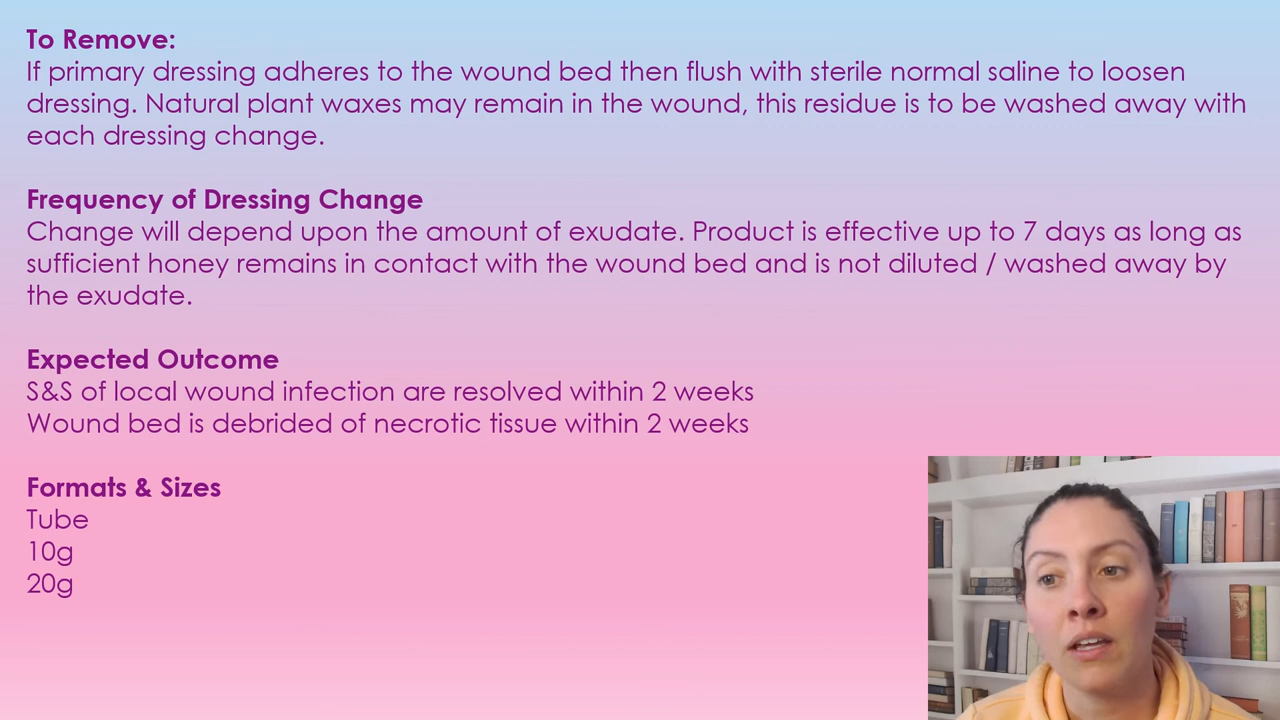 To Remove:
If primary dressing adheres to the wound bed then flush with sterile normal saline to loosen
dressing. Natural plant waxes may remain in the wound, this residue is to be washed away with
each dressing change.
Frequency of Dressing Change
Change will depend upon the amount of exudate. Product is effective up to 7 days as long as
sufficient honey remains in contact with the wound bed and is not diluted / washed away by
the exudate.
Expected Outcome
S&S of local wound infection are resolved within 2 weeks
Wound bed is debrided of necrotic tissue within 2 weeks
Formats & Sizes
Tube
10g
20g